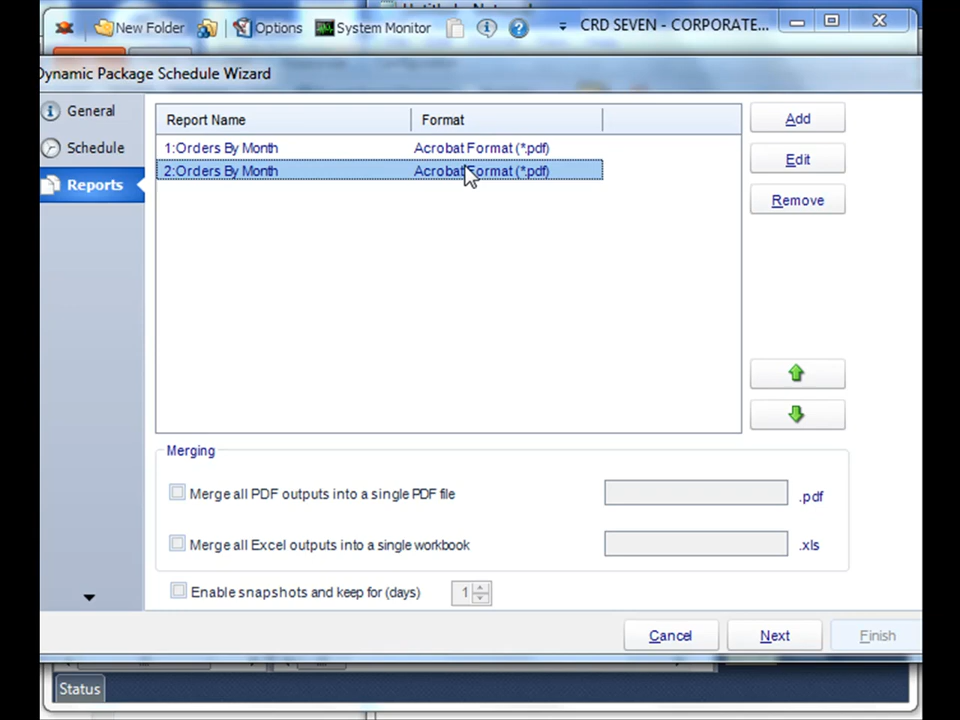 New Folder Options System Monitor CRD SEVEN - CORPORATE...
Dynamic Package Schedule Wizard
General
Schedule
Reports
Report Name Format
1:Orders By Month Acrobat Format (*.pdf)
2:Orders By Month Acrobat Format (*.pdf)
Add
Edit
Remove
Merging
Merge all PDF outputs into a single PDF file .pdf
Merge all Excel outputs into a single workbook .xls
Enable snapshots and keep for (days) 1
Cancel Next Finish
Status